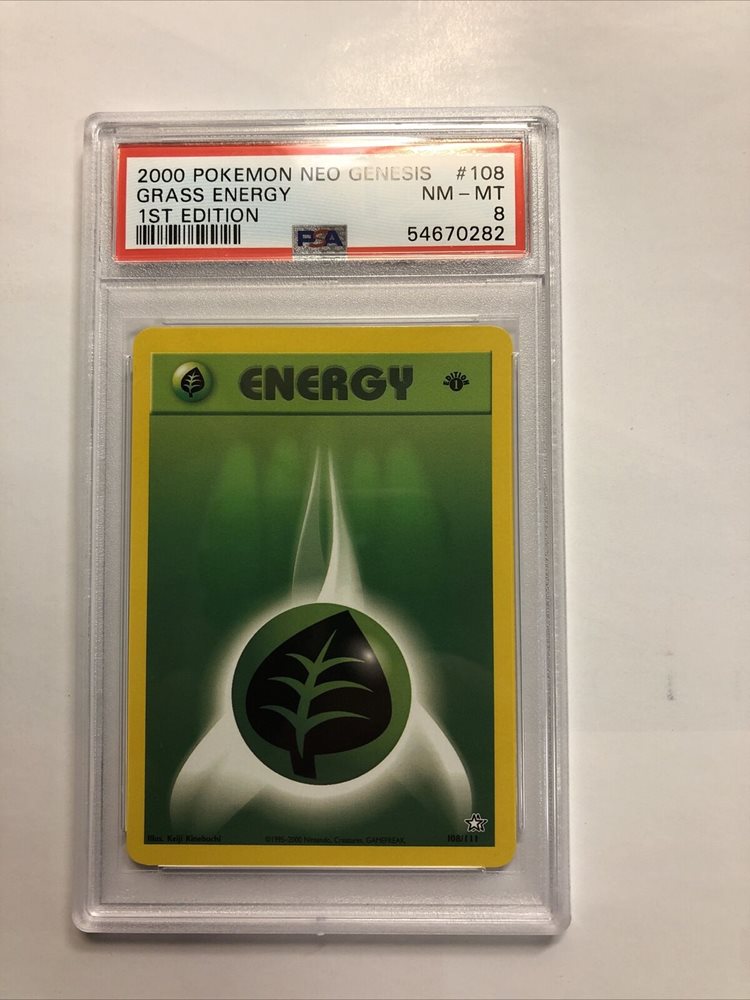 2000 POKEMON NEO GENESIS #108
GRASS ENERGY NM - MT
1ST EDITION 8
PSA 54670282
ENERGY EDITION 1
Illus. Keiji Kinebuchi ©1995-2000 Nintendo, Creatures, GAMEFREAK. 108/111